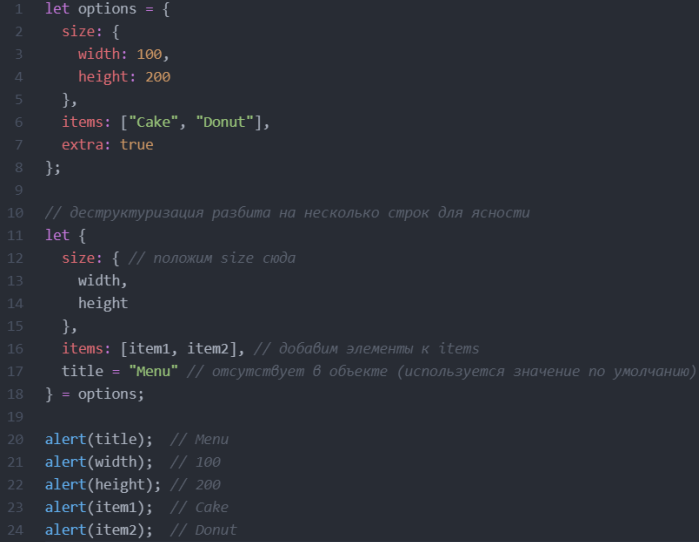 1 let options = {
2   size: {
3     width: 100,
4     height: 200
5   },
6   items: ["Cake", "Donut"],
7   extra: true
8 };
9
10 // деструктуризация разбита на несколько строк для ясности
11 let {
12   size: { // положим size сюда
13     width,
14     height
15   },
16   items: [item1, item2], // добавим элементы к items
17   title = "Menu" // отсутствует в объекте (используется значение по умолчанию)
18 } = options;
19
20 alert(title);  // Menu
21 alert(width);  // 100
22 alert(height); // 200
23 alert(item1);  // Cake
24 alert(item2);  // Donut